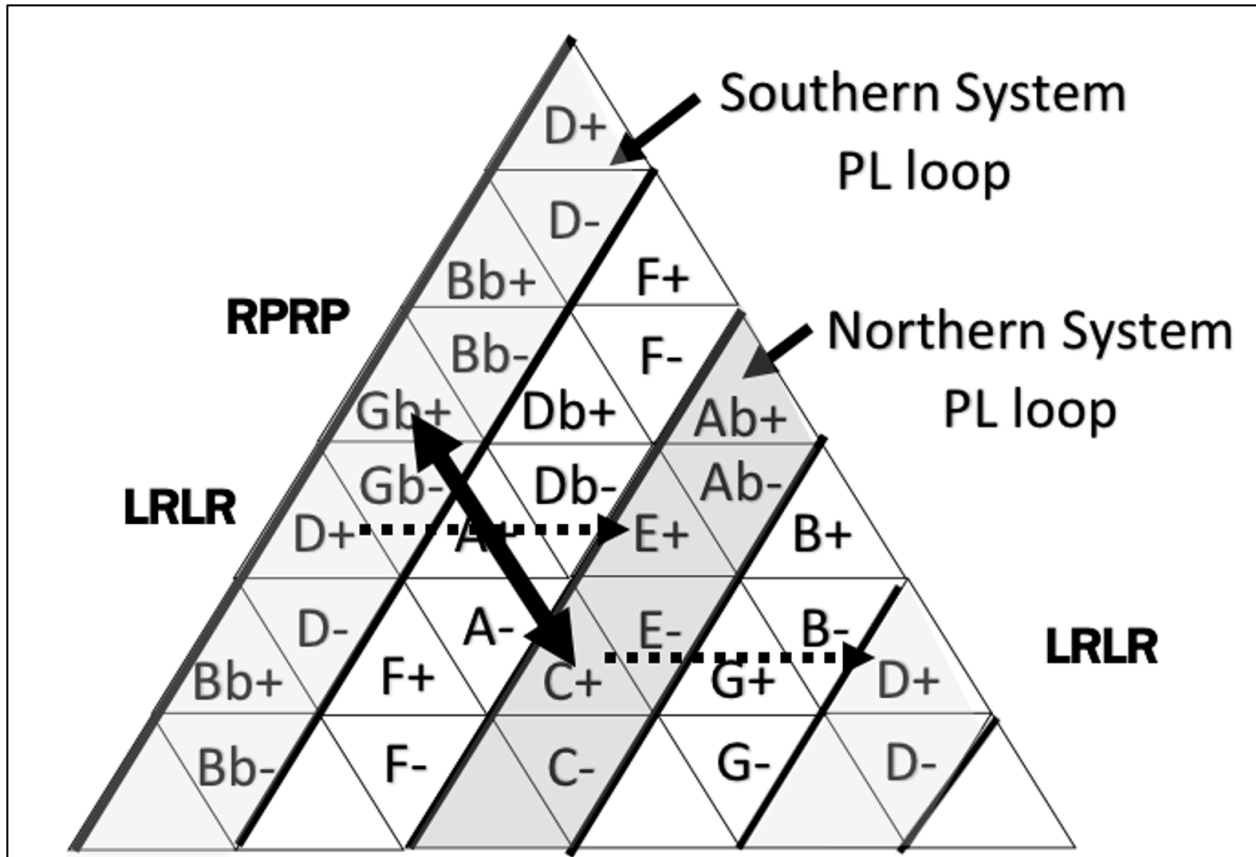 D+
Southern System
PL loop
D-
Bb+
F+
RPRP
Northern System
PL loop
Bb-
F-
Gb+
Db+
Ab+
LRLR
Gb-
Db-
Ab-
D+
A+
E+
B+
D-
A-
E-
B-
LRLR
Bb+
F+
C+
G+
D+
Bb-
F-
C-
G-
D-